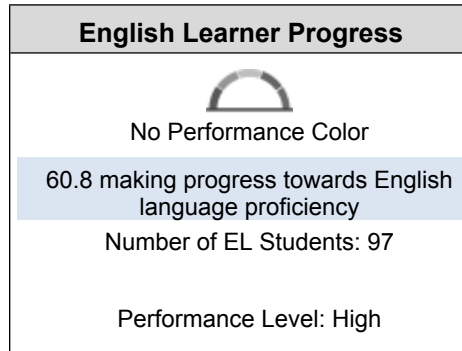 English Learner Progress
No Performance Color
60.8 making progress towards English
language proficiency
Number of EL Students: 97
Performance Level: High